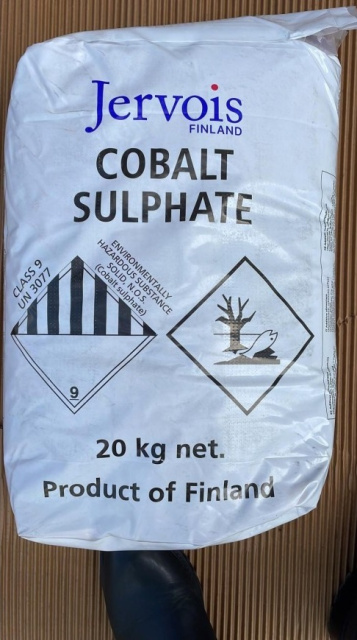 Jervois
FINLAND
COBALT
SULPHATE
CLASS 9
UN 3077
ENVIRONMENTALLY
HAZARDOUS SUBSTANCE
SOLID, N.O.S.
(Cobalt sulphate)
9
20 kg net.
Product of Finland